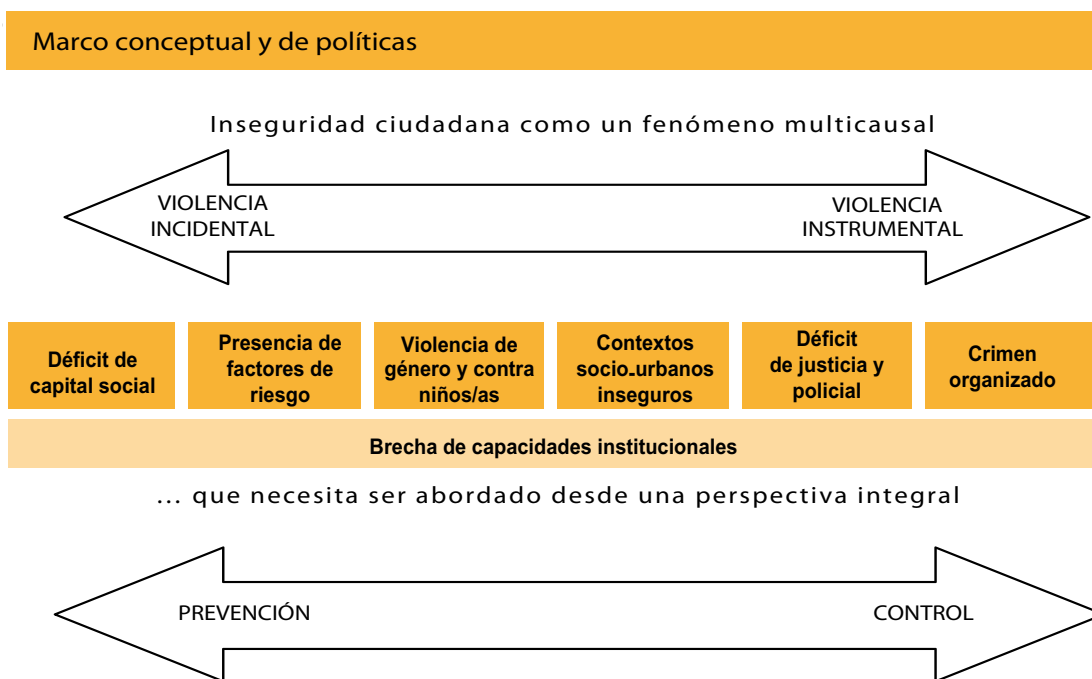 Marco conceptual y de políticas
Inseguridad ciudadana como un fenómeno multicausal
VIOLENCIA
INCIDENTAL
VIOLENCIA
INSTRUMENTAL
Déficit de
capital social
Presencia de
factores de
riesgo
Violencia de
género y contra
niños/as
Contextos
socio-urbanos
inseguros
Déficit
de justicia y
policial
Crimen
organizado
Brecha de capacidades institucionales
... que necesita ser abordado desde una perspectiva integral
PREVENCIÓN
CONTROL